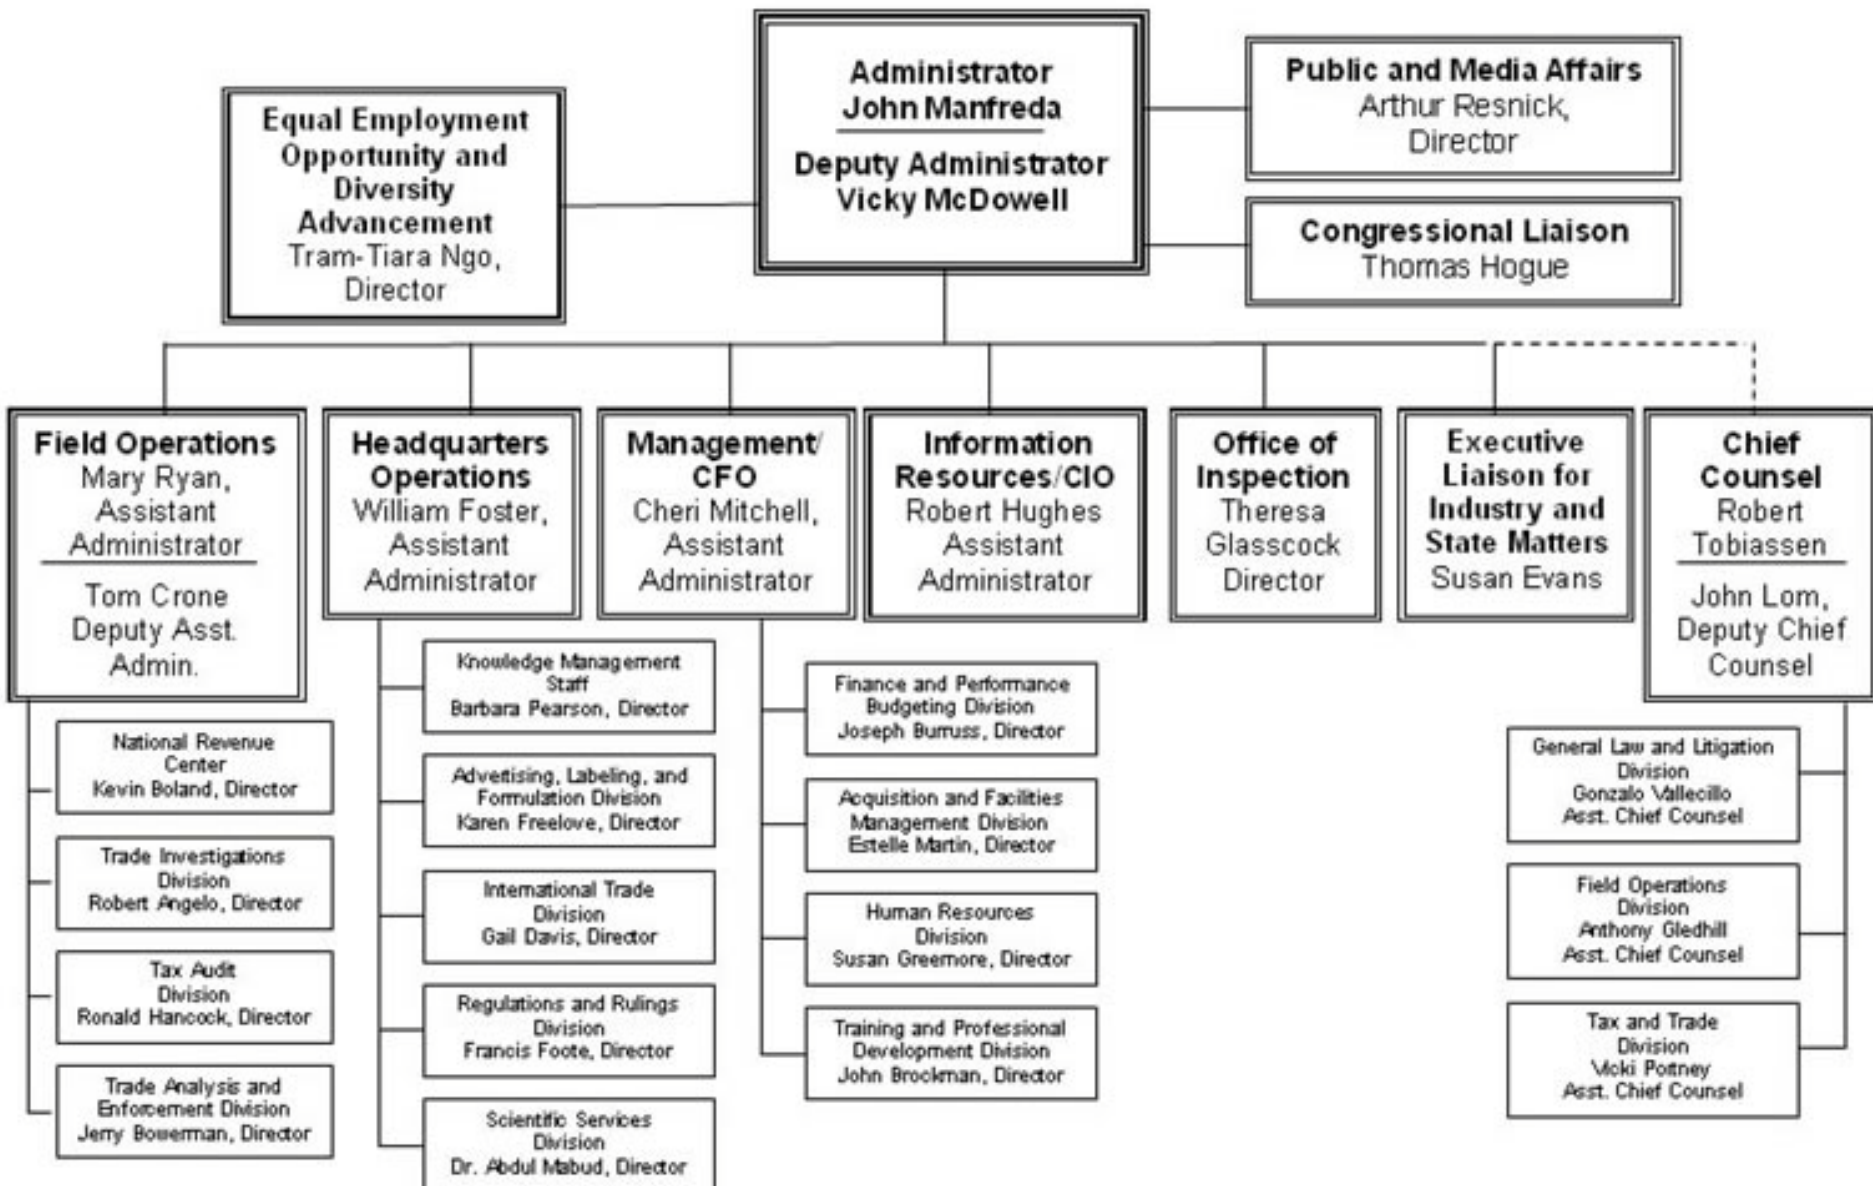 Administrator
John Manfreda
Deputy Administrator
Vicky McDowell
Equal Employment
Opportunity and
Diversity
Advancement
Tram-Tiara Ngo,
Director
Public and Media Affairs
Arthur Resnick,
Director
Congressional Liaison
Thomas Hogue
Field Operations
Mary Ryan,
Assistant
Administrator
Tom Crone
Deputy Asst.
Admin.
National Revenue
Center
Kevin Boland, Director
Trade Investigations
Division
Robert Angelo, Director
Tax Audit
Division
Ronald Hancock, Director
Trade Analysis and
Enforcement Division
Jerry Bowerman, Director
Headquarters
Operations
William Foster,
Assistant
Administrator
Knowledge Management
Staff
Barbara Pearson, Director
Advertising, Labeling, and
Formulation Division
Karen Freelove, Director
International Trade
Division
Gail Davis, Director
Regulations and Rulings
Division
Francis Foote, Director
Scientific Services
Division
Dr. Abdul Mabud, Director
Management/
CFO
Cheri Mitchell,
Assistant
Administrator
Finance and Performance
Budgeting Division
Joseph Burruss, Director
Acquisition and Facilities
Management Division
Estelle Martin, Director
Human Resources
Division
Susan Greemore, Director
Training and Professional
Development Division
John Brockman, Director
Information
Resources/CIO
Robert Hughes
Assistant
Administrator
Office of
Inspection
Theresa
Glasscock
Director
Executive
Liaison for
Industry and
State Matters
Susan Evans
Chief
Counsel
Robert
Tobiassen
John Lom,
Deputy Chief
Counsel
General Law and Litigation
Division
Gonzalo Vallecillo
Asst. Chief Counsel
Field Operations
Division
Anthony Gledhill
Asst. Chief Counsel
Tax and Trade
Division
Vicki Portney
Asst. Chief Counsel